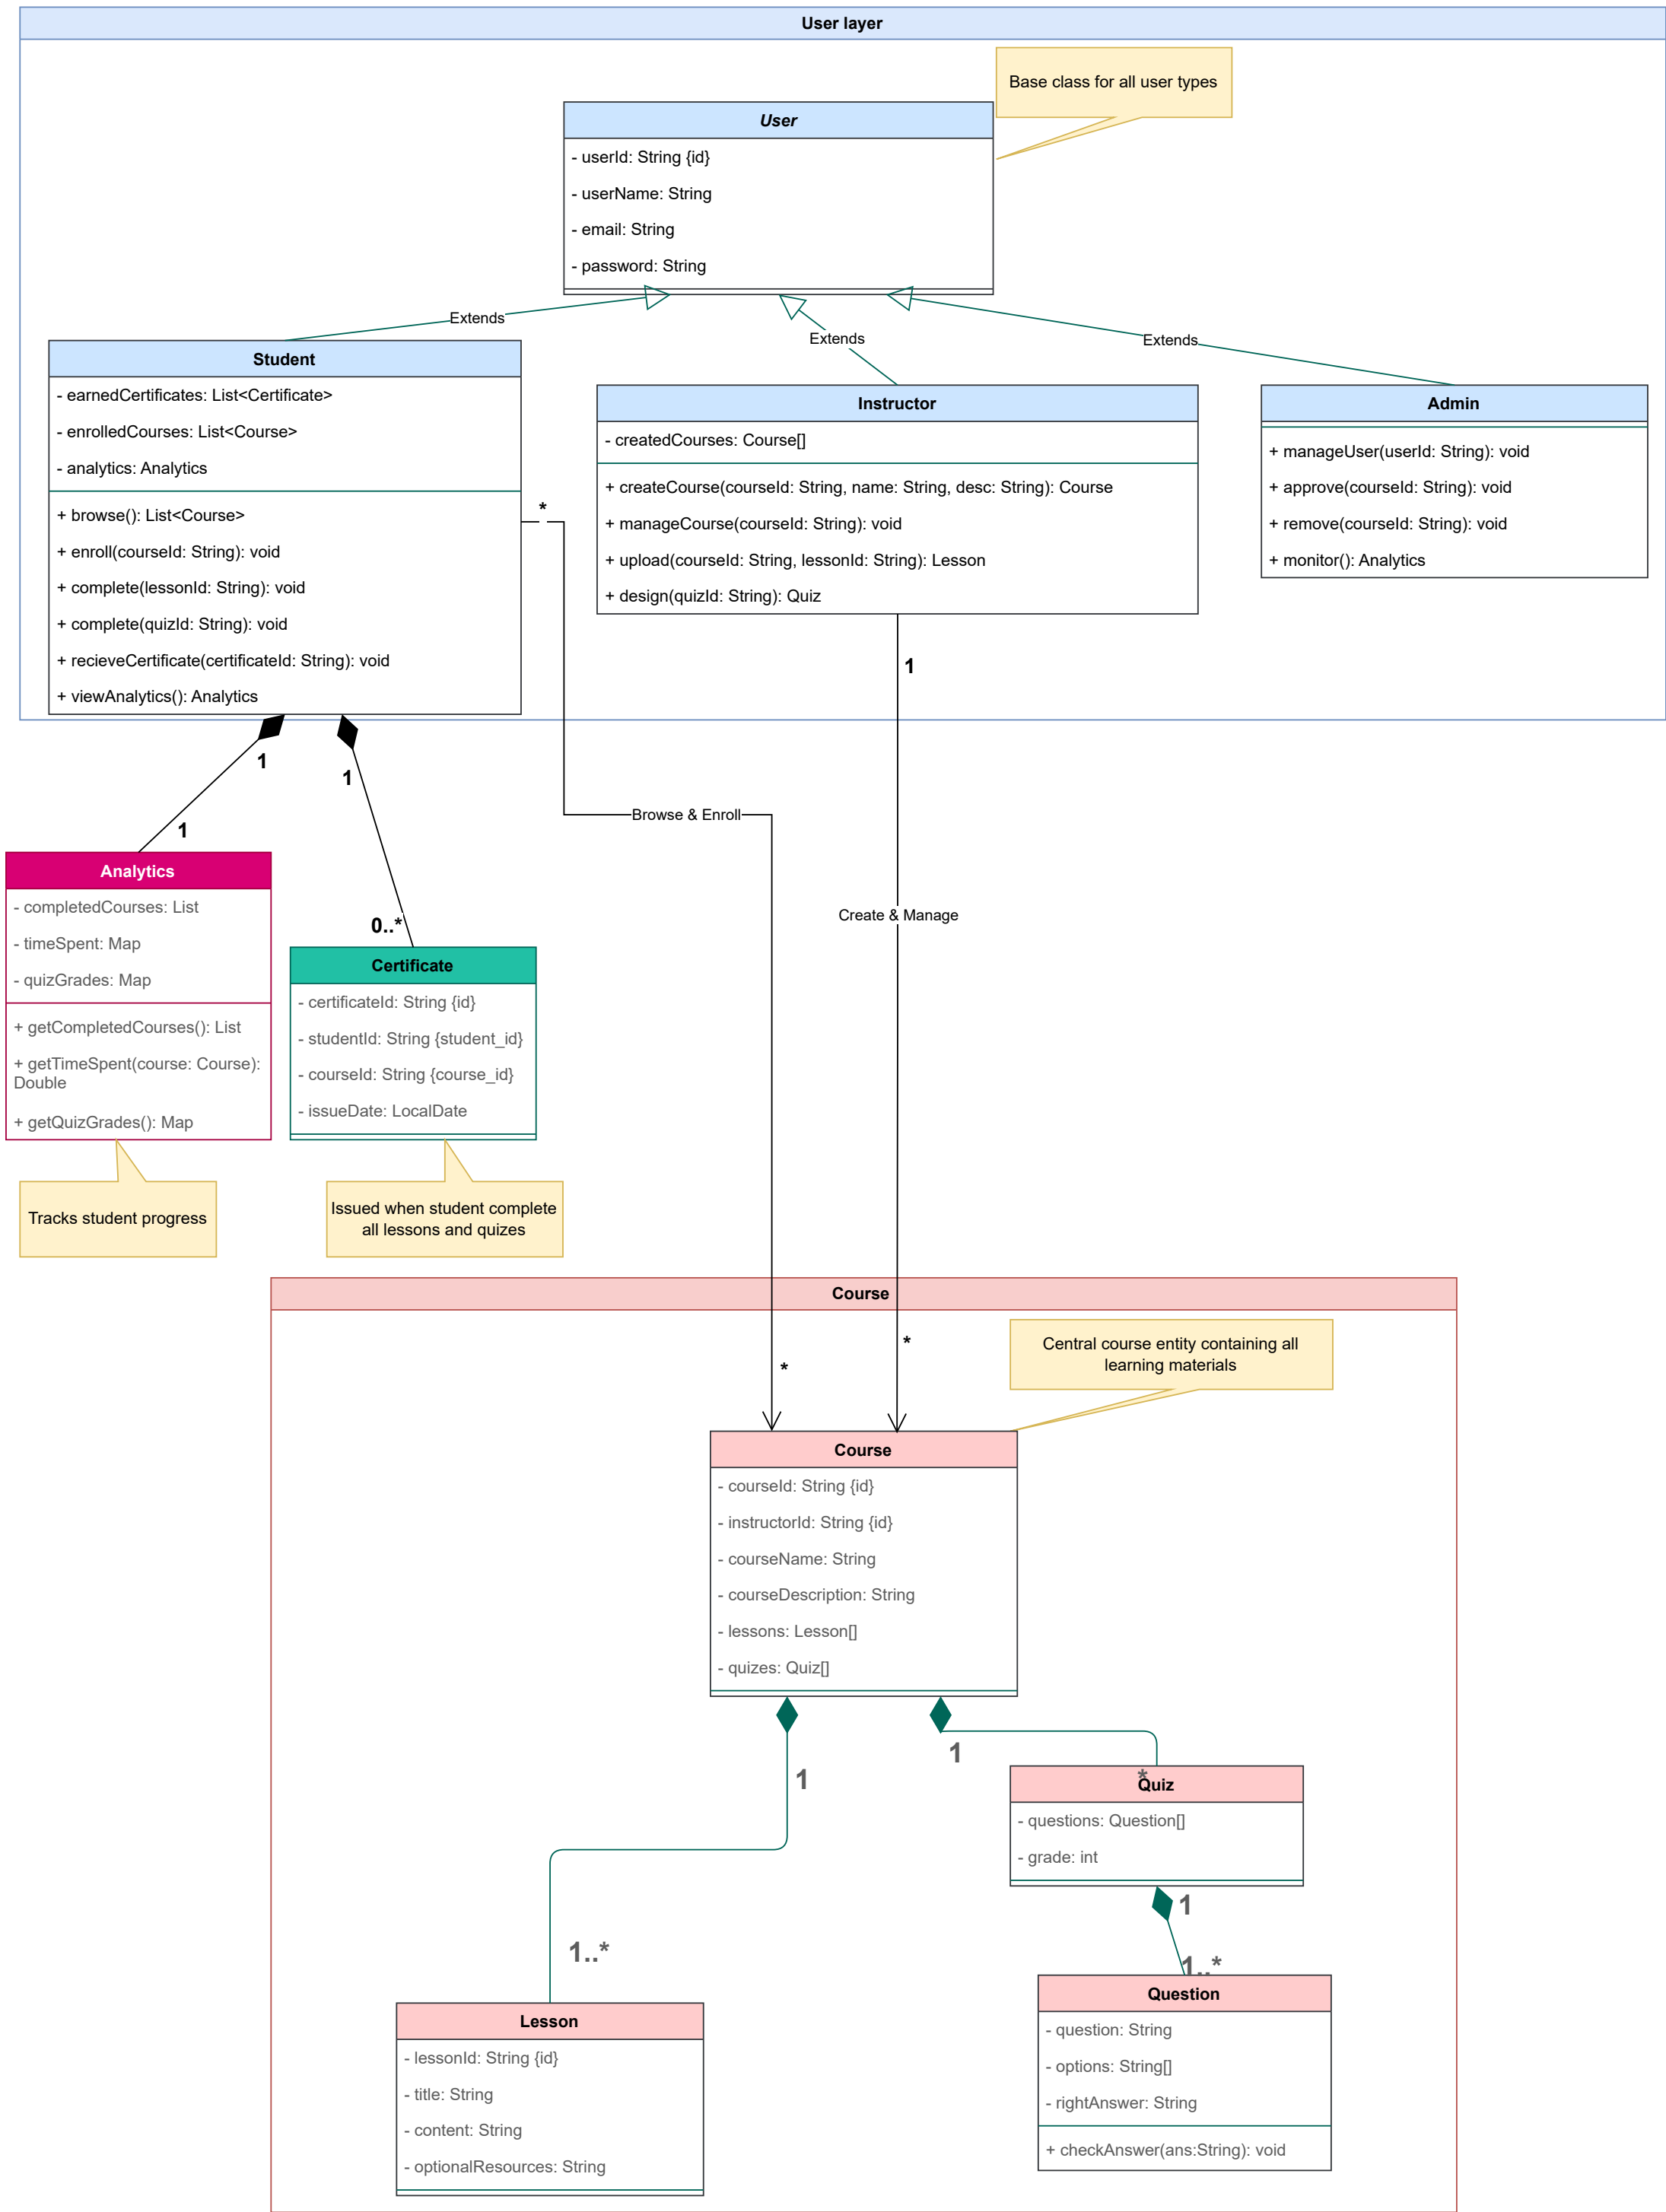 User layer
Base class for all user types
User
- userId: String {id}
- userName: String
- email: String
- password: String
Extends
Extends
Extends
Student
- earnedCertificates: List<Certificate>
- enrolledCourses: List<Course>
- analytics: Analytics
+ browse(): List<Course>
+ enroll(courseId: String): void
+ complete(lessonId: String): void
+ complete(quizId: String): void
+ recieveCertificate(certificateId: String): void
+ viewAnalytics(): Analytics
*
Instructor
- createdCourses: Course[]
+ createCourse(courseId: String, name: String, desc: String): Course
+ manageCourse(courseId: String): void
+ upload(courseId: String, lessonId: String): Lesson
+ design(quizId: String): Quiz
1
Admin
+ manageUser(userId: String): void
+ approve(courseId: String): void
+ remove(courseId: String): void
+ monitor(): Analytics
1
1
1
0..*
Browse & Enroll
Create & Manage
Analytics
- completedCourses: List
- timeSpent: Map
- quizGrades: Map
+ getCompletedCourses(): List
+ getTimeSpent(course: Course):
Double
+ getQuizGrades(): Map
Certificate
- certificateId: String {id}
- studentId: String {student_id}
- courseId: String {course_id}
- issueDate: LocalDate
Tracks student progress
Issued when student complete
all lessons and quizes
Course
*
*
Central course entity containing all
learning materials
Course
- courseId: String {id}
- instructorId: String {id}
- courseName: String
- courseDescription: String
- lessons: Lesson[]
- quizes: Quiz[]
1
1
*
Quiz
- questions: Question[]
- grade: int
1
1..*
1..*
Question
- question: String
- options: String[]
- rightAnswer: String
+ checkAnswer(ans:String): void
Lesson
- lessonId: String {id}
- title: String
- content: String
- optionalResources: String